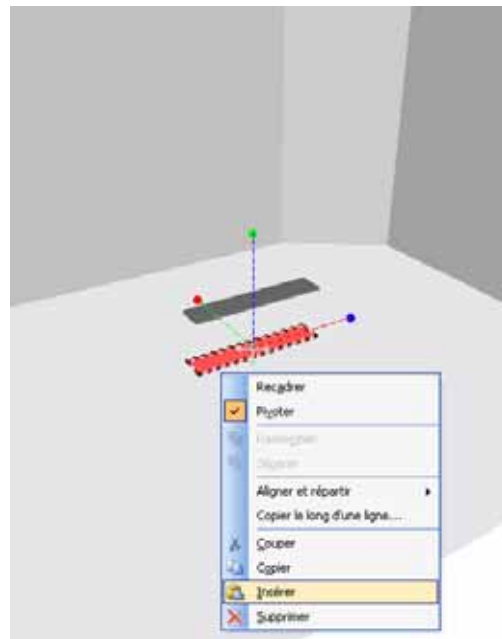 Recadrer
Pivoter
Aligner et répartir
Copier le long d'une ligne...
Couper
Copier
Insérer
Supprimer